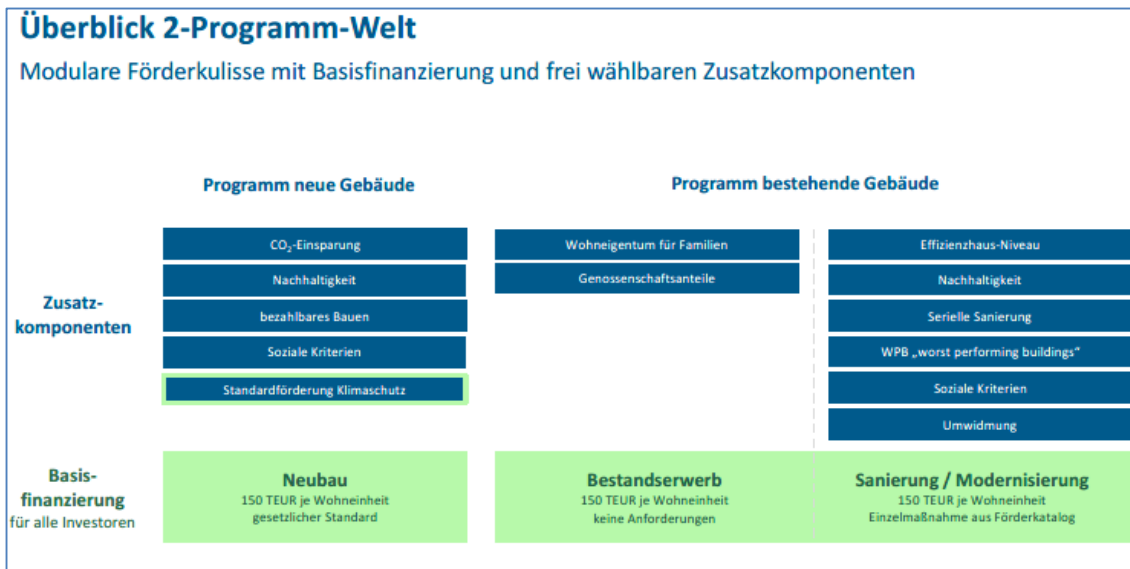 Überblick 2-Programm-Welt
Modulare Förderkulisse mit Basisfinanzierung und frei wählbaren Zusatzkomponenten
Programm neue Gebäude
Programm bestehende Gebäude
Zusatz-
komponenten
CO₂-Einsparung
Nachhaltigkeit
bezahlbares Bauen
Soziale Kriterien
Standardförderung Klimaschutz
Wohneigentum für Familien
Genossenschaftsanteile
Effizienzhaus-Niveau
Nachhaltigkeit
Serielle Sanierung
WPB „worst performing buildings“
Soziale Kriterien
Umwidmung
Basis-
finanzierung
für alle Investoren
Neubau
150 TEUR je Wohneinheit
gesetzlicher Standard
Bestandserwerb
150 TEUR je Wohneinheit
keine Anforderungen
Sanierung / Modernisierung
150 TEUR je Wohneinheit
Einzelmaßnahme aus Förderkatalog